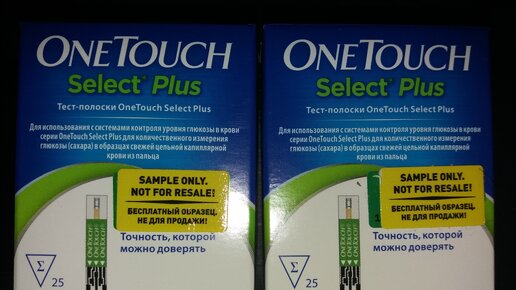 ONETOUCH
Select® Plus
Тест-полоски OneTouch Select Plus
Для использования с системами контроля уровня глюкозы в крови
серии OneTouch Select Plus для количественного измерения
глюкозы (сахара) в образцах свежей цельной капиллярной
крови из пальца
SAMPLE ONLY.
NOT FOR RESALE!
БЕСПЛАТНЫЙ ОБРАЗЕЦ.
НЕ ДЛЯ ПРОДАЖИ!
ONETOUCH
Точность, которой
можно доверять
Σ 25
ONETOUCH
Select® Plus
Тест-полоски OneTouch Select Plus
Для использования с системами контроля уровня глюкозы в крови
серии OneTouch Select Plus для количественного измерения
глюкозы (сахара) в образцах свежей цельной капиллярной
крови из пальца
SAMPLE ONLY.
NOT FOR RESALE!
БЕСПЛАТНЫЙ ОБРАЗЕЦ.
НЕ ДЛЯ ПРОДАЖИ!
ONETOUCH
Точность, которой
можно доверять
Σ 25